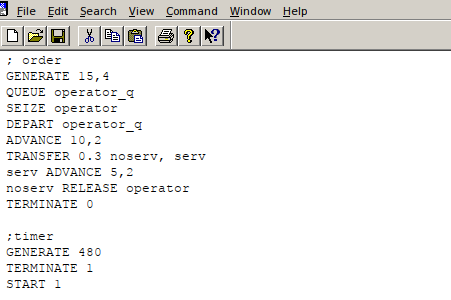 File Edit Search View Command Window Help
; order
GENERATE 15,4
QUEUE operator_q
SEIZE operator
DEPART operator_q
ADVANCE 10,2
TRANSFER 0.3 noserv, serv
serv ADVANCE 5,2
noserv RELEASE operator
TERMINATE 0
;timer
GENERATE 480
TERMINATE 1
START 1